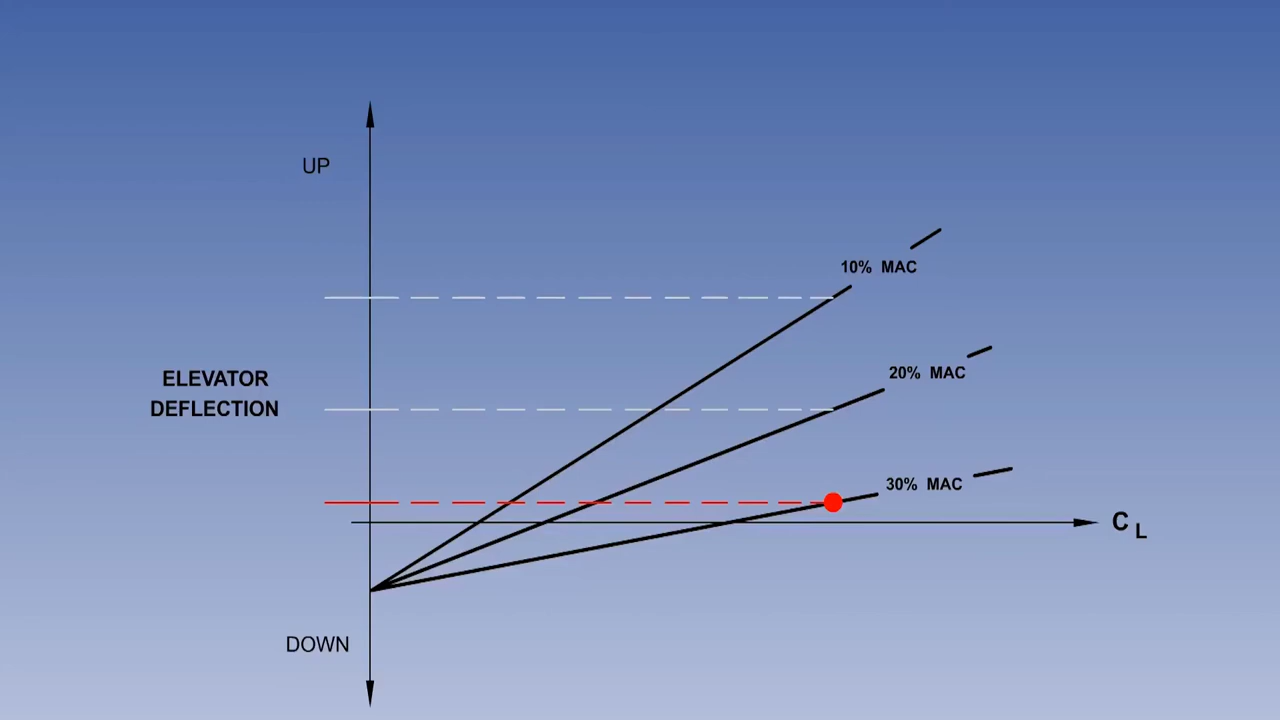 UP
10% MAC
20% MAC
ELEVATOR
DEFLECTION
30% MAC
C L
DOWN